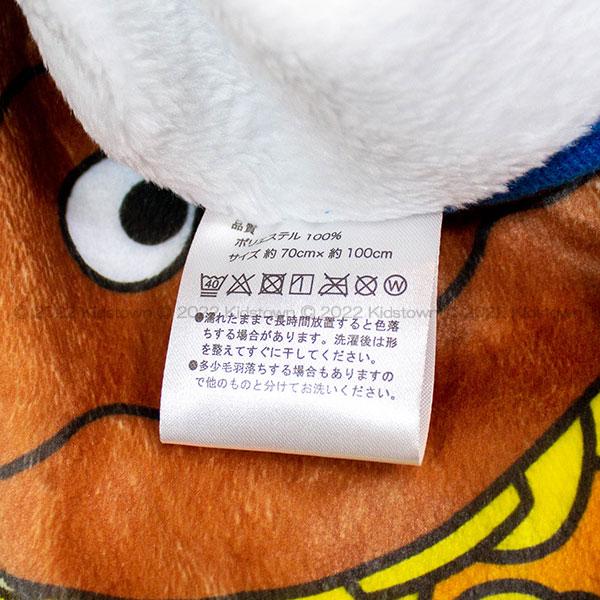 品質
ポリエステル 100%
サイズ 約 70cm× 約 100cm
40 W
© 2022 Kidstown © 2022 Kidstown © 2022 Kidstown © 2022 Kidstown
●濡れたままで長時間放置すると色落
ちする場合があります。洗濯後は形
を整えてすぐに干してください。
●多少毛羽落ちする場合もありますの
で他のものと分けてお洗いください。